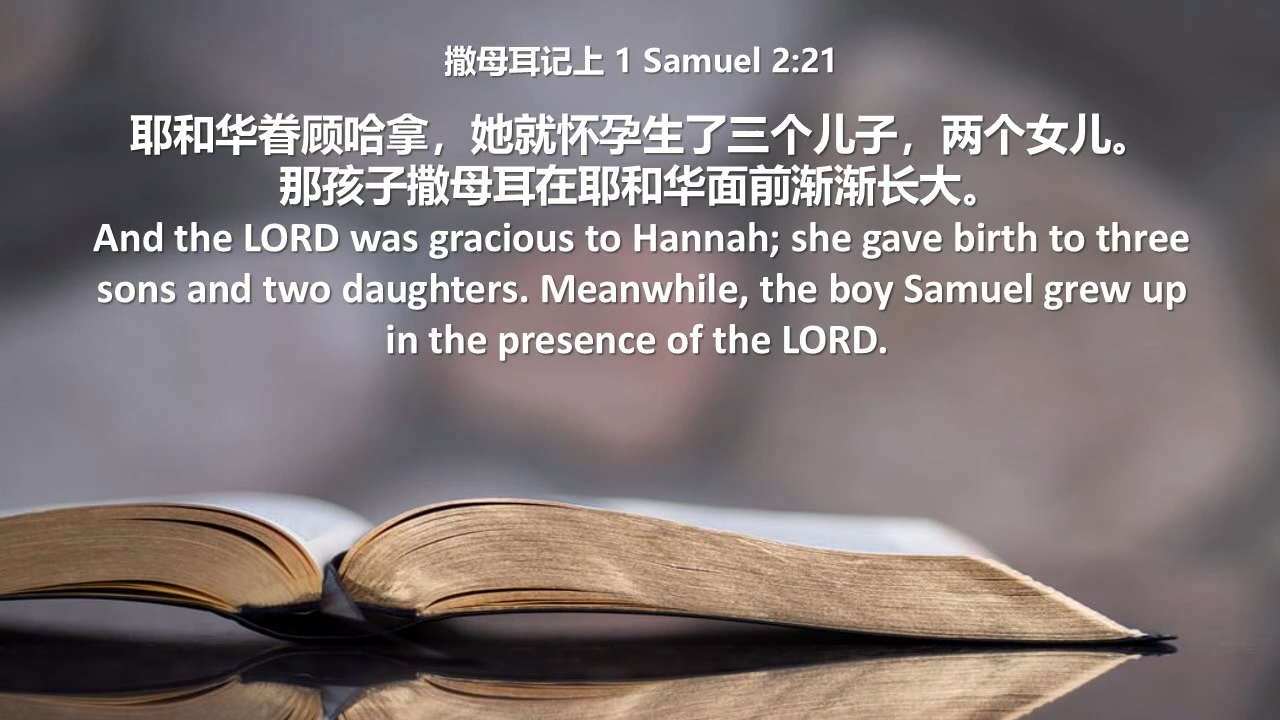 撒母耳记上 1 Samuel 2:21
耶和华眷顾哈拿，她就怀孕生了三个儿子，两个女儿。
那孩子撒母耳在耶和华面前渐渐长大。
And the LORD was gracious to Hannah; she gave birth to three
sons and two daughters. Meanwhile, the boy Samuel grew up
in the presence of the LORD.